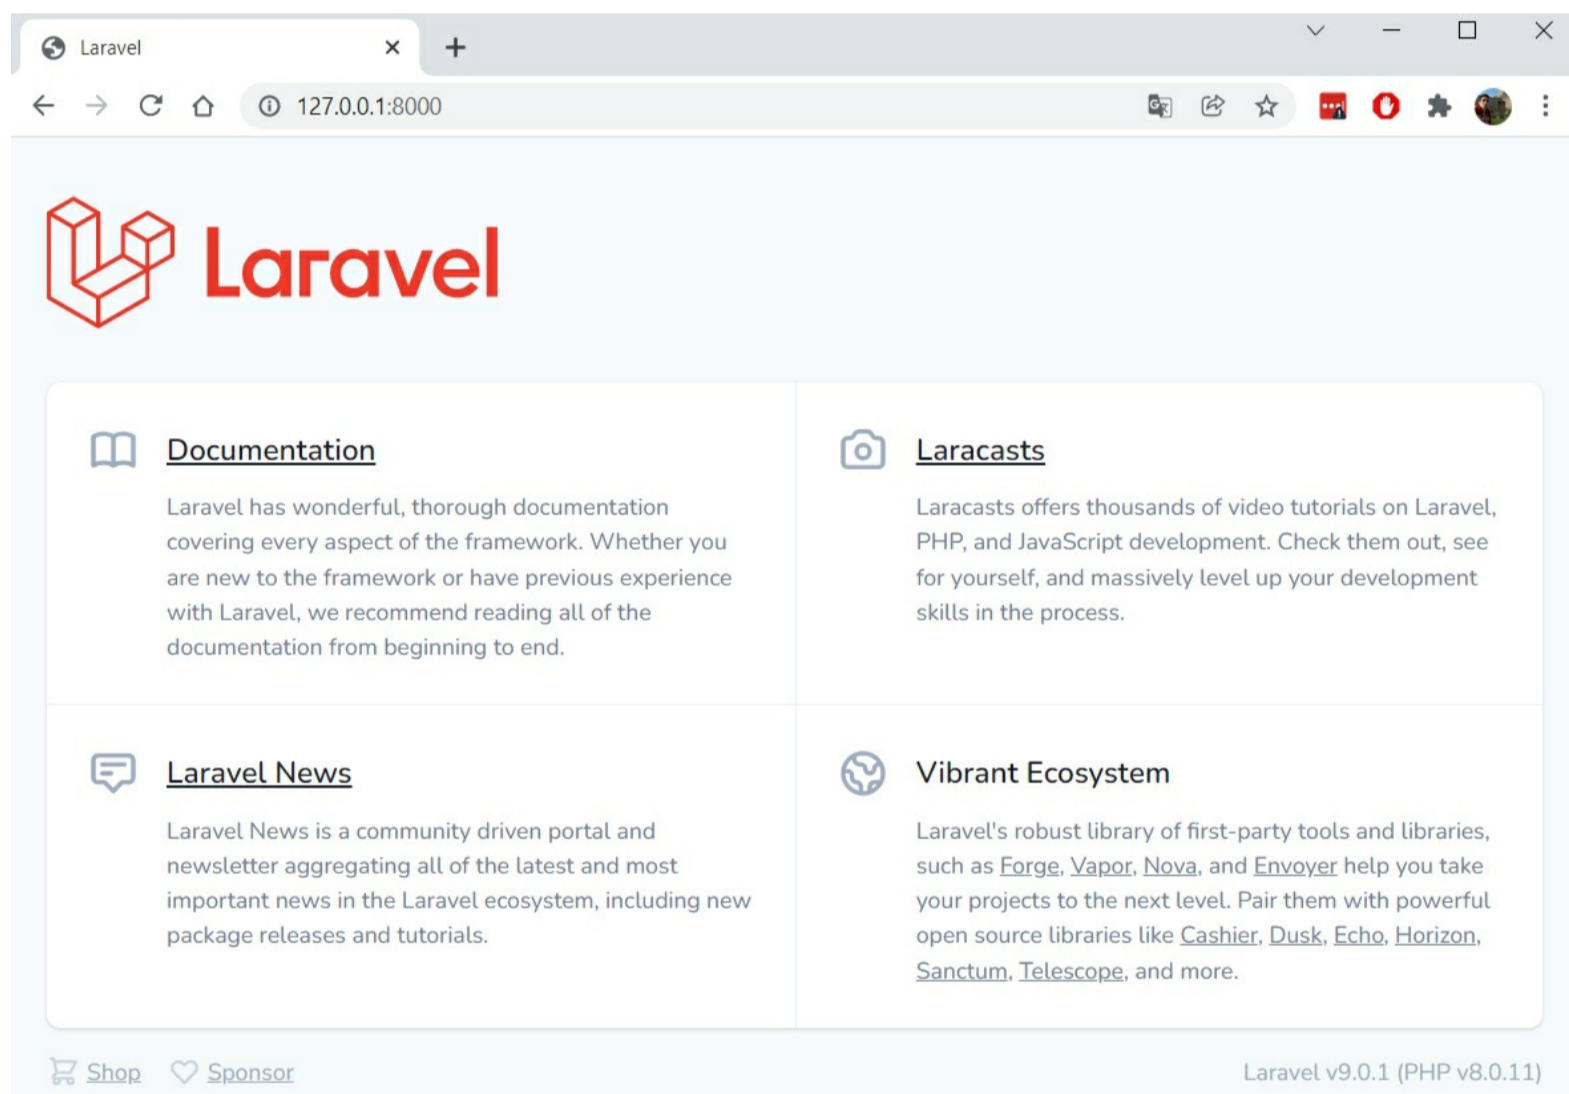 Laravel
127.0.0.1:8000
Laravel
Documentation
Laravel has wonderful, thorough documentation
covering every aspect of the framework. Whether you
are new to the framework or have previous experience
with Laravel, we recommend reading all of the
documentation from beginning to end.
Laracasts
Laracasts offers thousands of video tutorials on Laravel,
PHP, and JavaScript development. Check them out, see
for yourself, and massively level up your development
skills in the process.
Laravel News
Laravel News is a community driven portal and
newsletter aggregating all of the latest and most
important news in the Laravel ecosystem, including new
package releases and tutorials.
Vibrant Ecosystem
Laravel's robust library of first-party tools and libraries,
such as Forge, Vapor, Nova, and Envoyer help you take
your projects to the next level. Pair them with powerful
open source libraries like Cashier, Dusk, Echo, Horizon,
Sanctum, Telescope, and more.
Shop Sponsor
Laravel v9.0.1 (PHP v8.0.11)